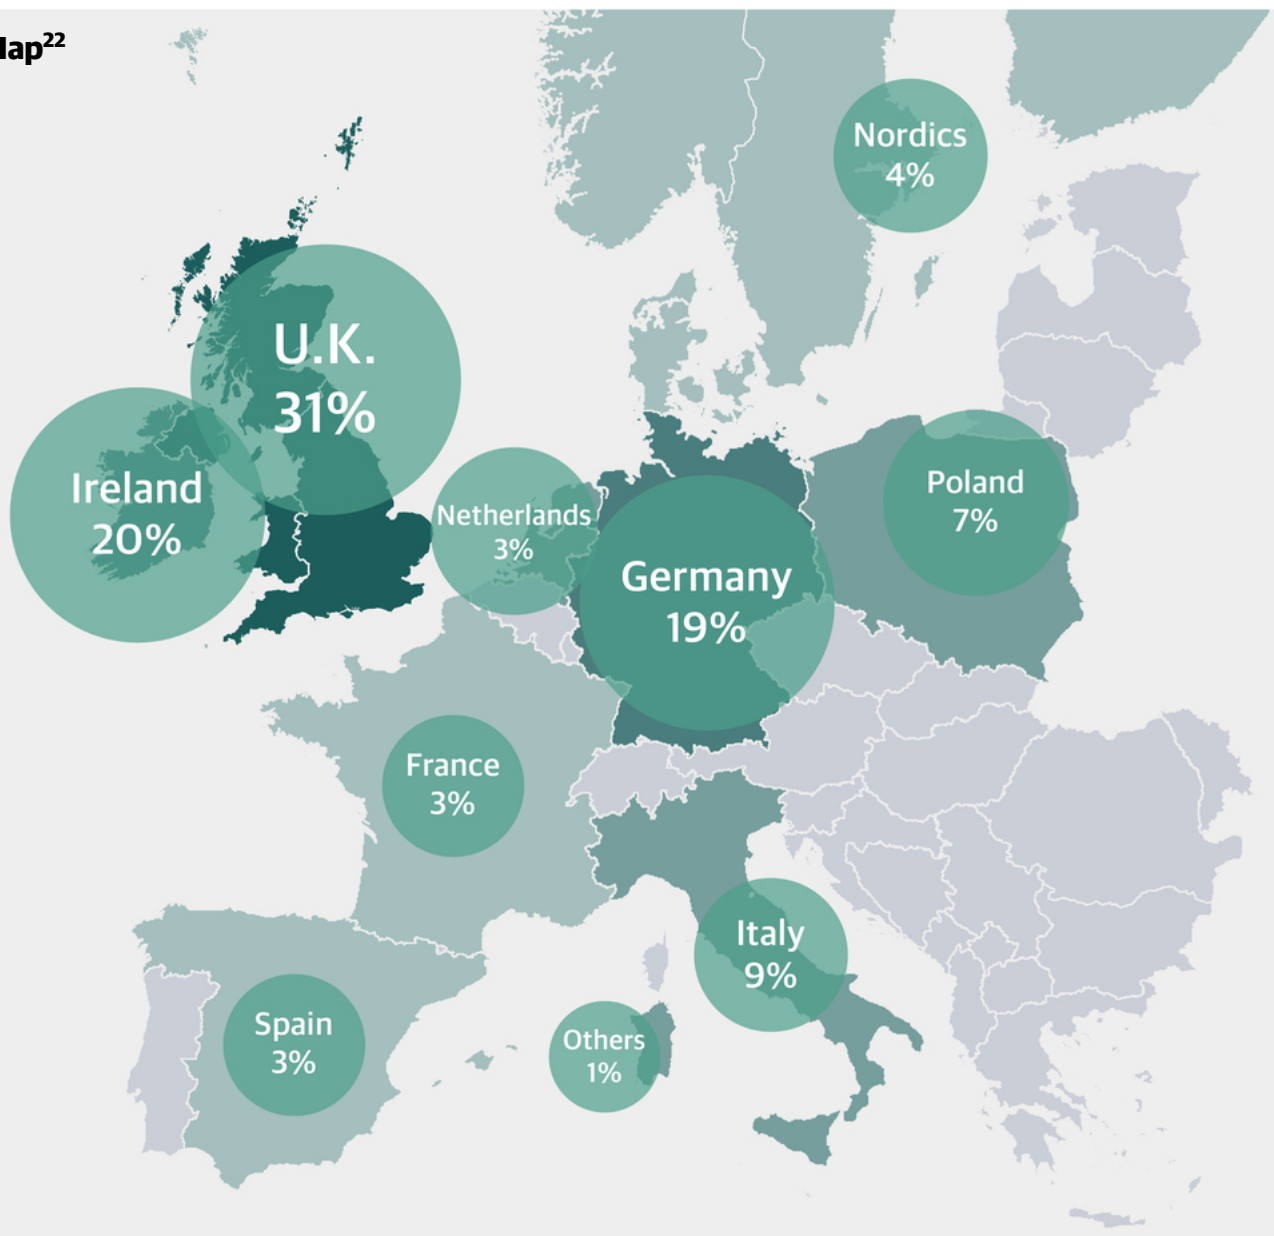 lap22
Nordics
4%
U.K.
31%
Ireland
20%
Netherlands
3%
Germany
19%
Poland
7%
France
3%
Italy
9%
Spain
3%
Others
1%